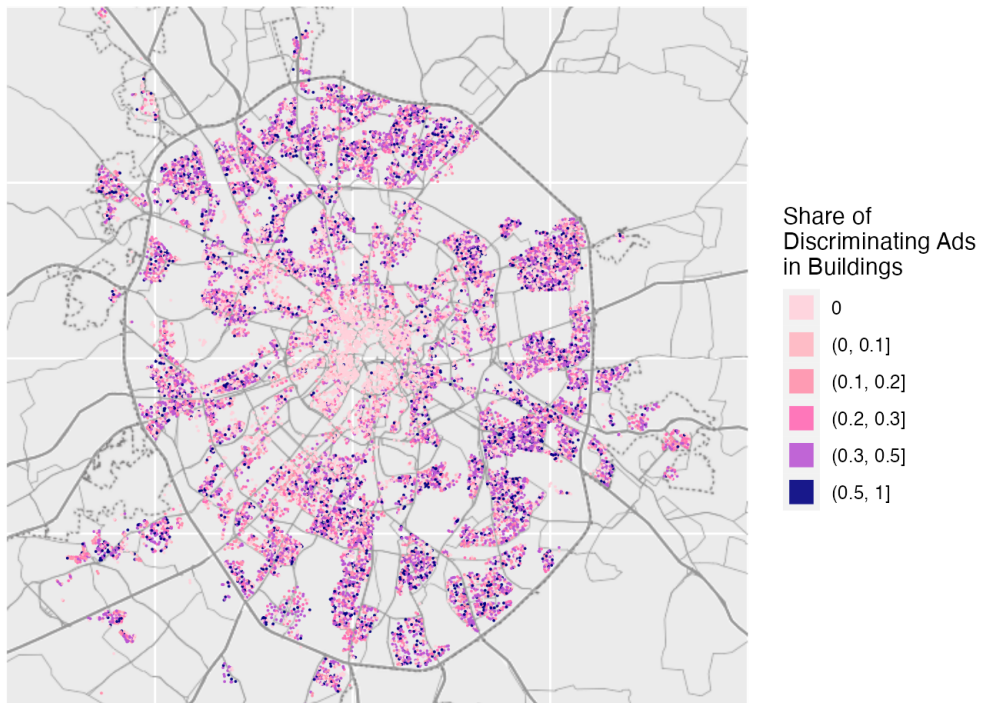 Share of
Discriminating Ads
in Buildings
0
(0, 0.1]
(0.1, 0.2]
(0.2, 0.3]
(0.3, 0.5]
(0.5, 1]